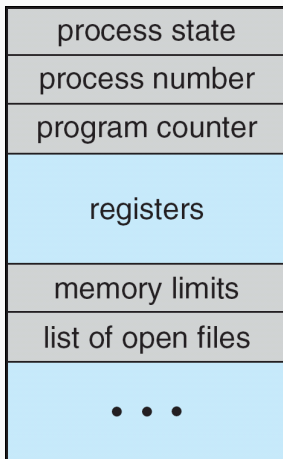 process state
process number
program counter
registers
memory limits
list of open files
• • •